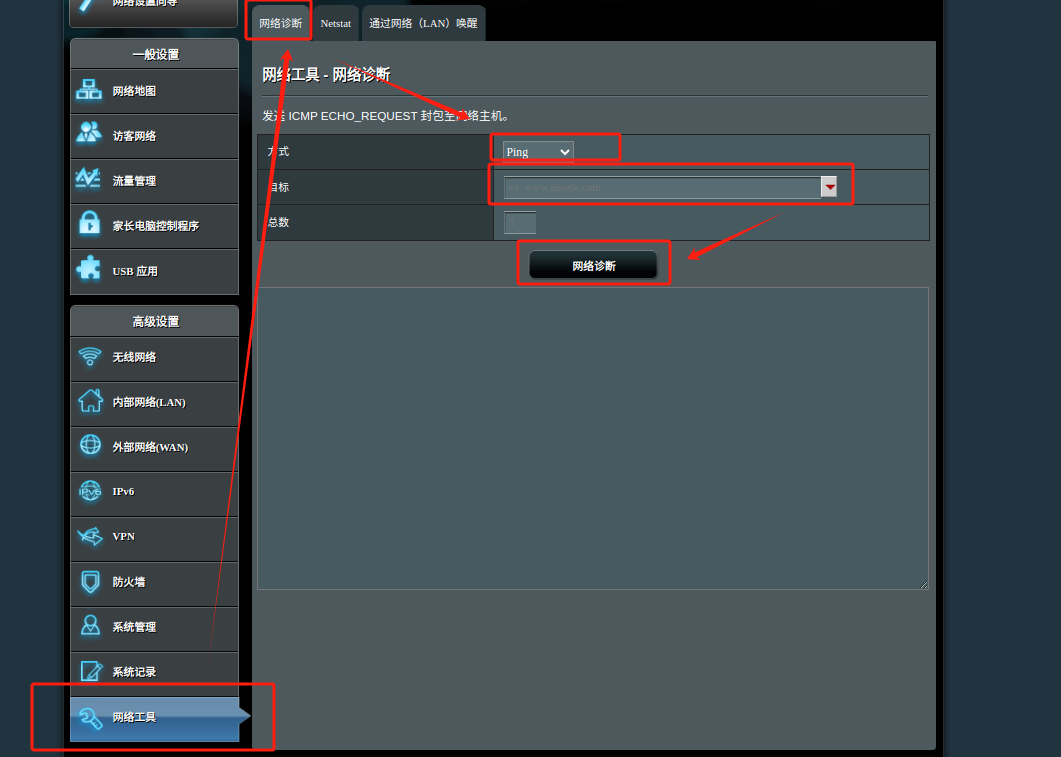 网络设置向导
一般设置
网络地图
访客网络
流量管理
家长电脑控制程序
USB 应用
高级设置
无线网络
内部网络(LAN)
外部网络(WAN)
IPv6
VPN
防火墙
系统管理
系统记录
网络工具
网络诊断
Netstat
通过网络（LAN）唤醒
网络工具 - 网络诊断
发送 ICMP ECHO_REQUEST 封包至网络主机。
方式
Ping
目标
ex: www.google.com
总数
网络诊断